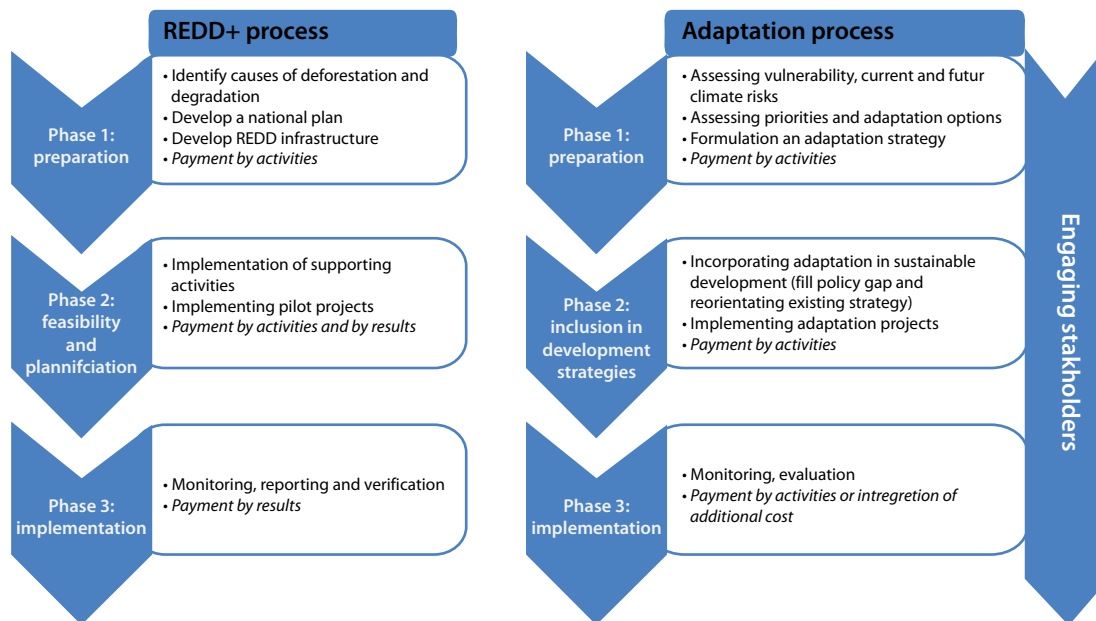 REDD+ process
Phase 1:
preparation
• Identify causes of deforestation and
degradation
• Develop a national plan
• Develop REDD infrastructure
• Payment by activities
Phase 2:
feasibility
and
plannifciation
• Implementation of supporting
activities
• Implementing pilot projects
• Payment by activities and by results
Phase 3:
implementation
• Monitoring, reporting and verification
• Payment by results
Adaptation process
Phase 1:
preparation
• Assessing vulnerability, current and futur
climate risks
• Assessing priorities and adaptation options
• Formulation an adaptation strategy
• Payment by activities
Phase 2:
inclusion in
development
strategies
• Incorporating adaptation in sustainable
development (fill policy gap and
reorientating existing strategy)
• Implementing adaptation projects
• Payment by activities
Phase 3:
implementation
• Monitoring, evaluation
• Payment by activities or intregretion of
additional cost
Engaging stakholders